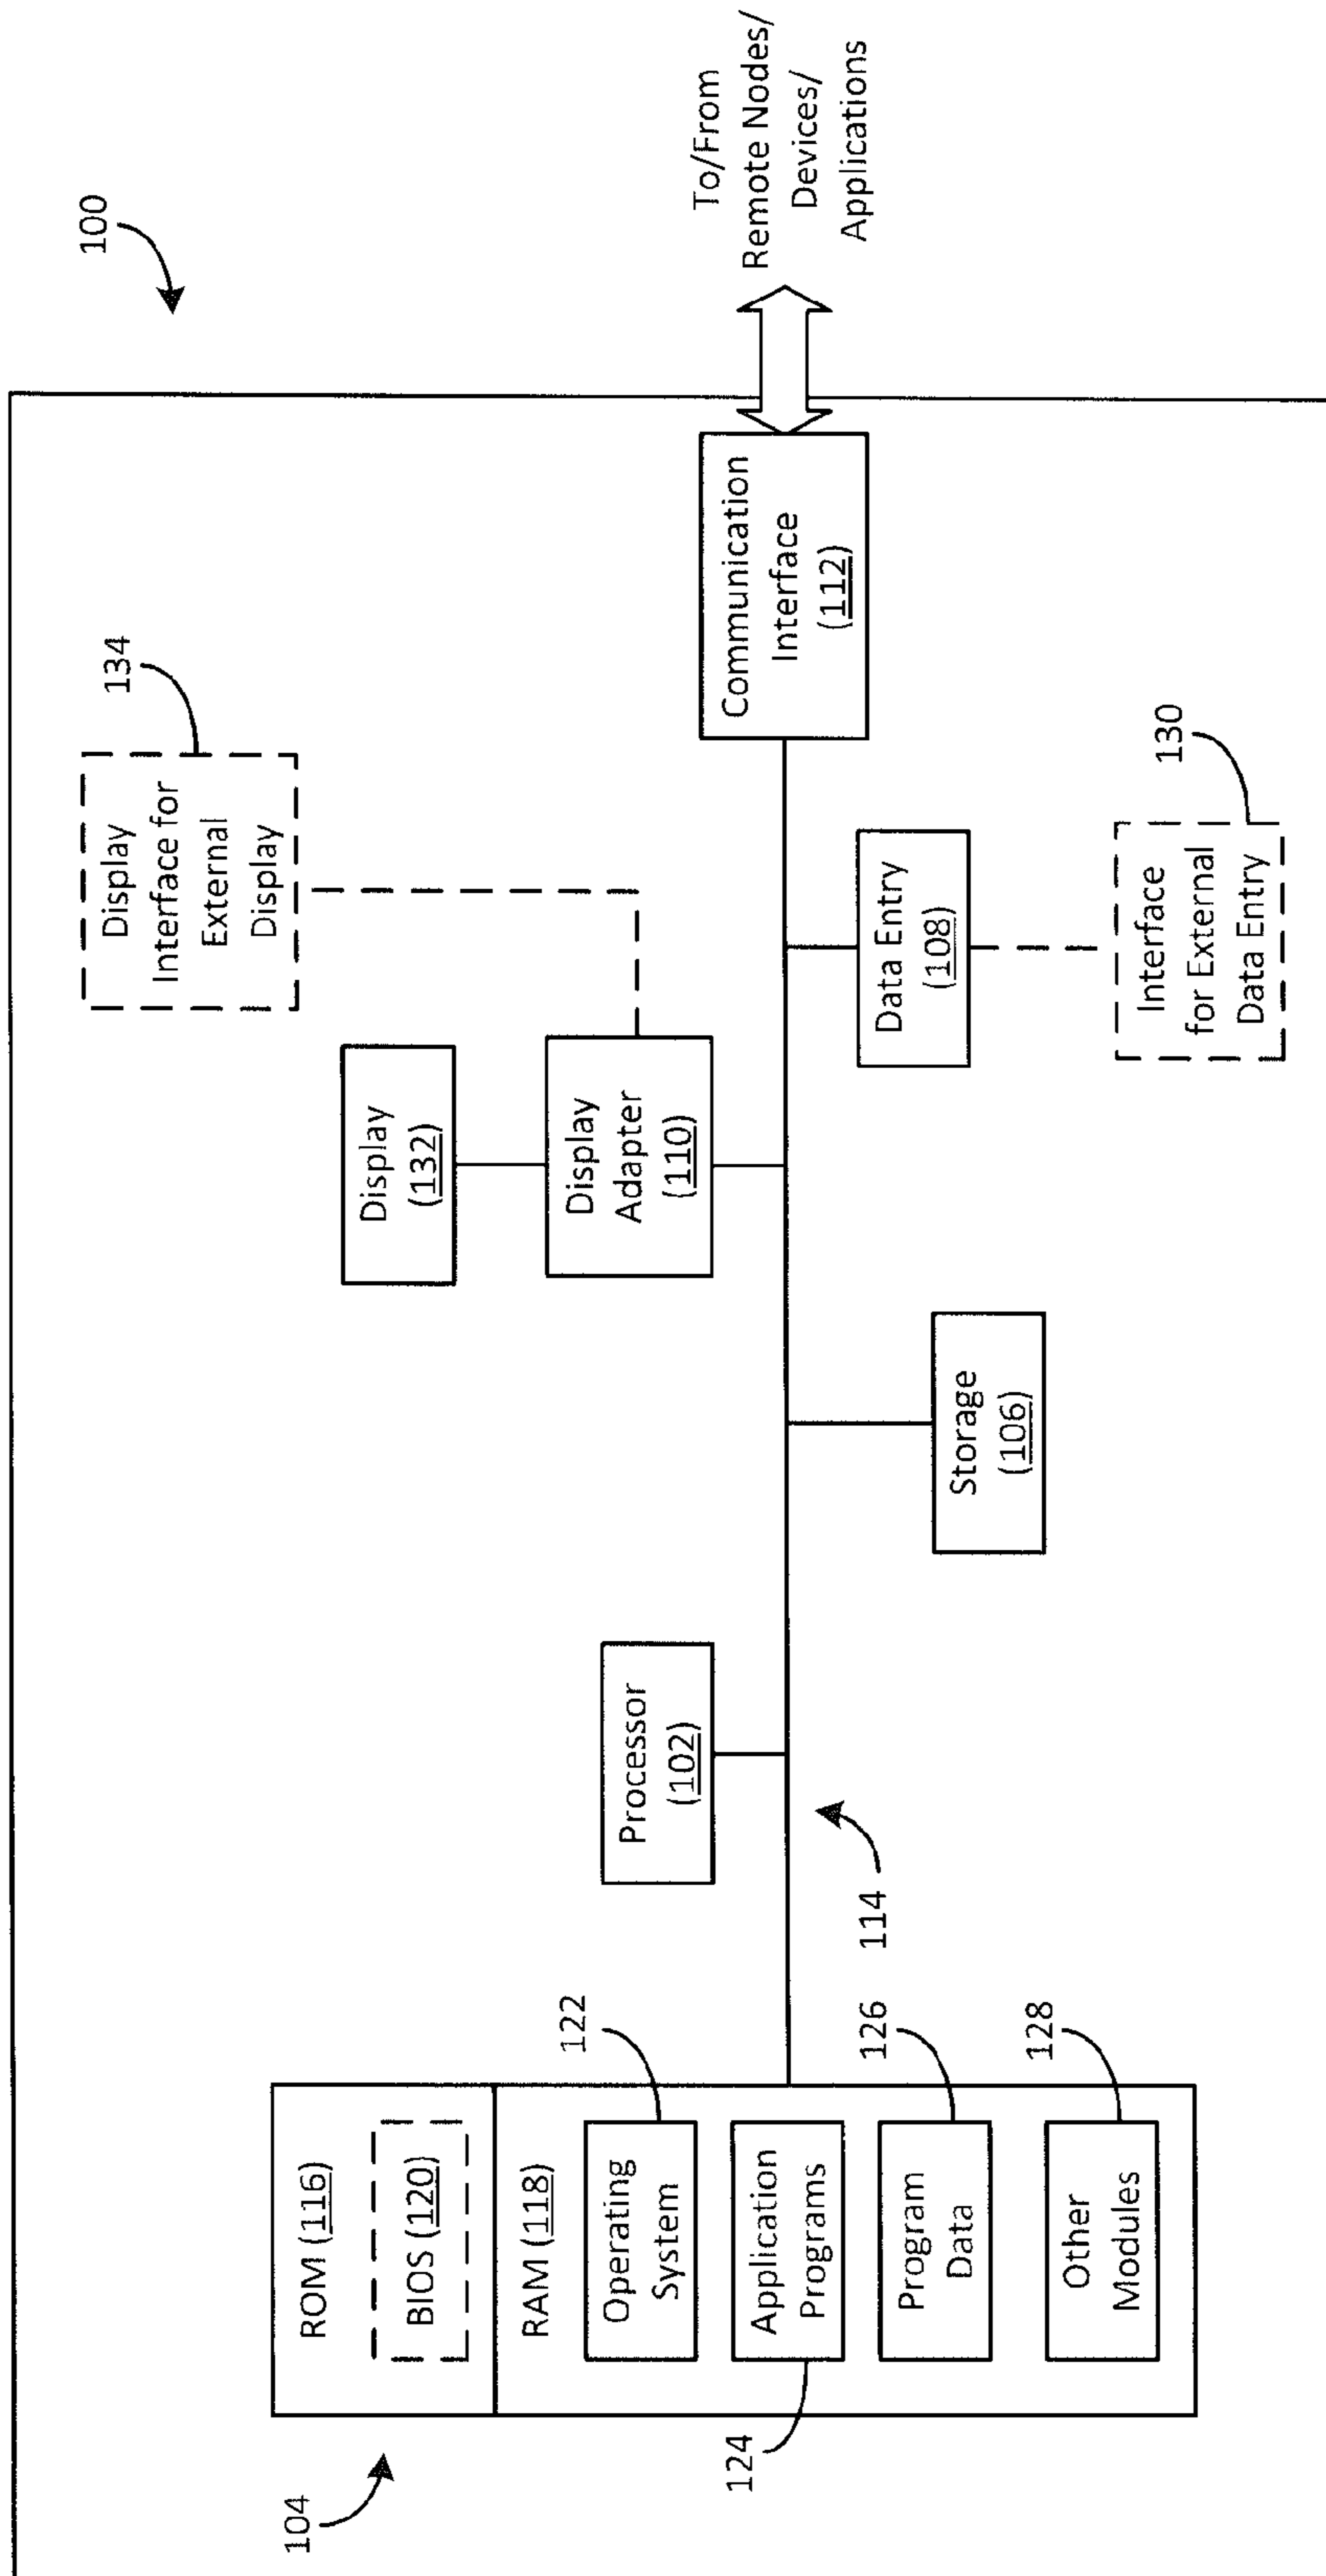 100
ROM (116)
BIOS (120)
RAM (118)
Operating
System
Application
Programs
Program
Data
Other
Modules
104
122
124
126
128
Processor
(102)
114
Storage
(106)
Display
(132)
Display
Adapter
(110)
Display
Interface for
External
Display
134
Data Entry
(108)
Interface
for External
Data Entry
130
Communication
Interface
(112)
To/From
Remote Nodes/
Devices/
Applications